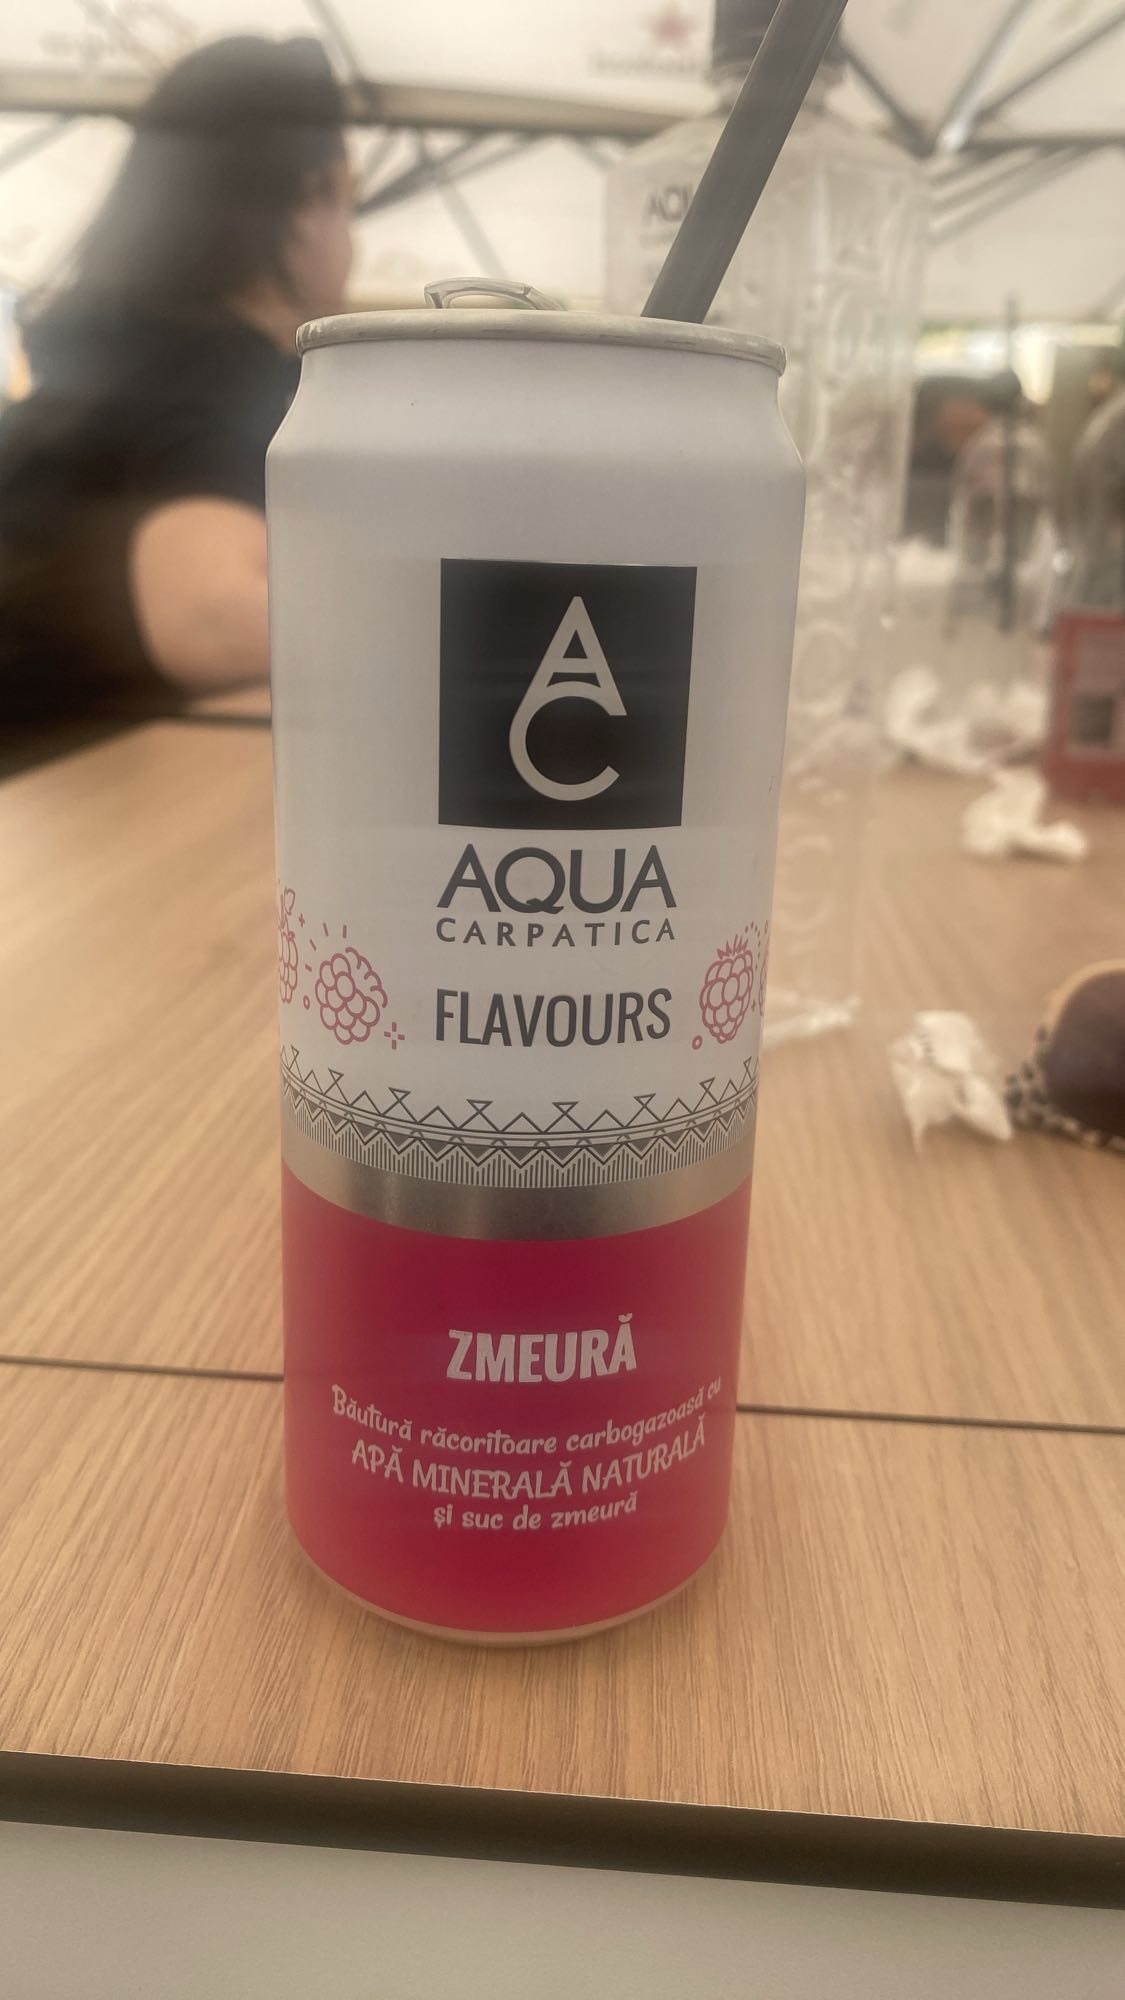 AC
AQUA
CARPATICA
FLAVOURS
ZMEURĂ
Băutură răcoritoare carbogazoasă cu
APĂ MINERALĂ NATURALĂ
și suc de zmeură